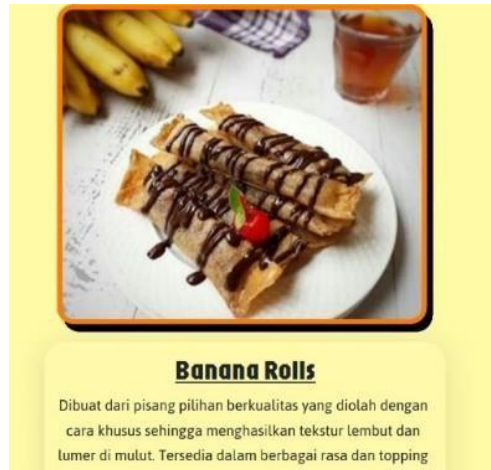 Banana Rolls
Dibuat dari pisang pilihan berkualitas yang diolah dengan
cara khusus sehingga menghasilkan tekstur lembut dan
lumer di mulut. Tersedia dalam berbagai rasa dan topping